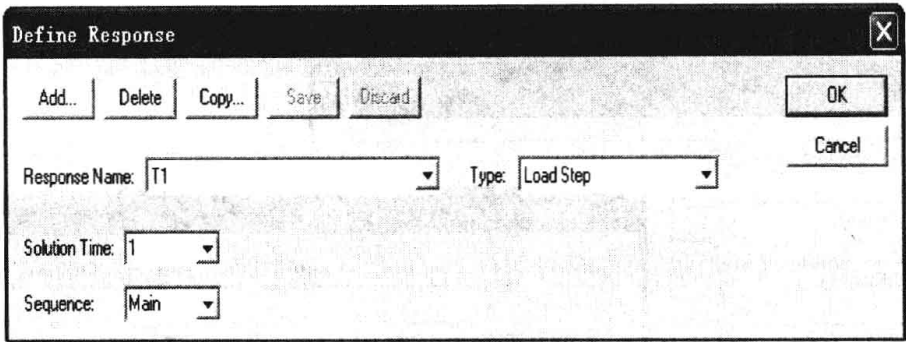 Define Response
Add... Delete Copy... Save Discard OK
Cancel
Response Name: T1 Type: Load Step
Solution Time: 1
Sequence: Main